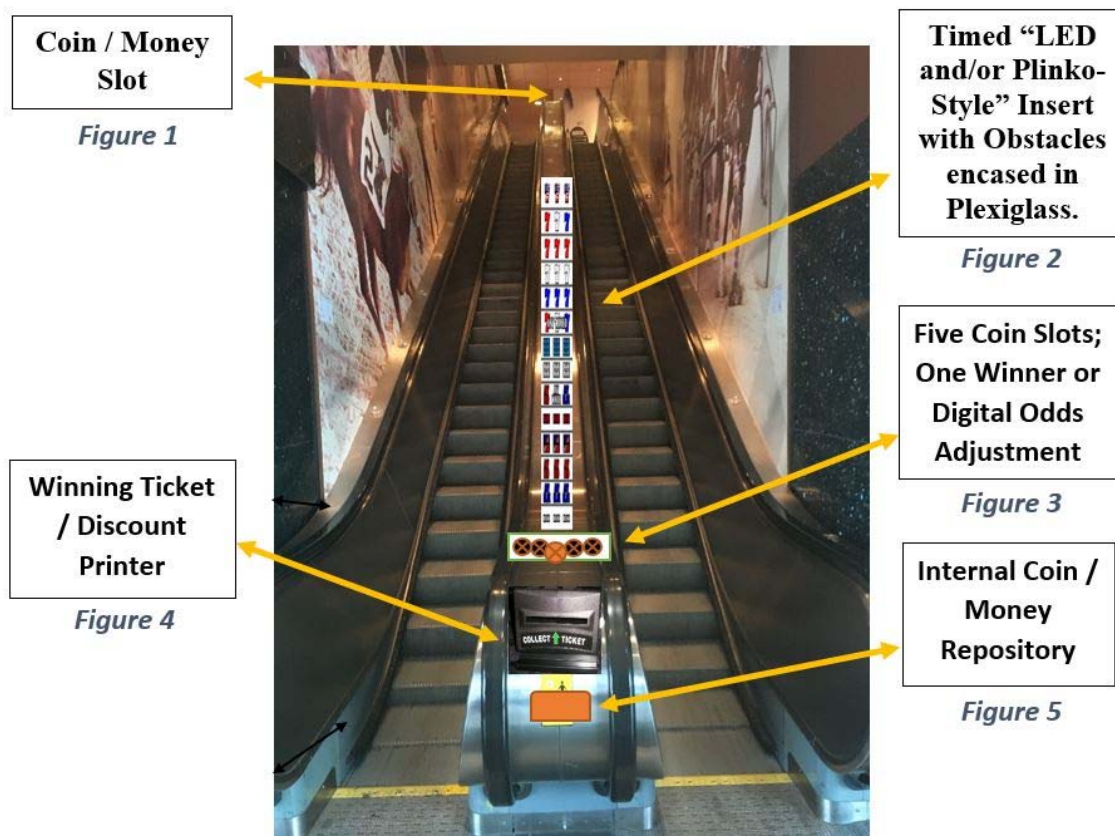 Coin / Money
Slot
Figure 1
Timed “LED
and/or Plinko-
Style” Insert
with Obstacles
encased in
Plexiglass.
Figure 2
Five Coin Slots;
One Winner or
Digital Odds
Adjustment
Figure 3
Winning Ticket
/ Discount
Printer
Figure 4
COLLECT TICKET
Internal Coin /
Money
Repository
Figure 5